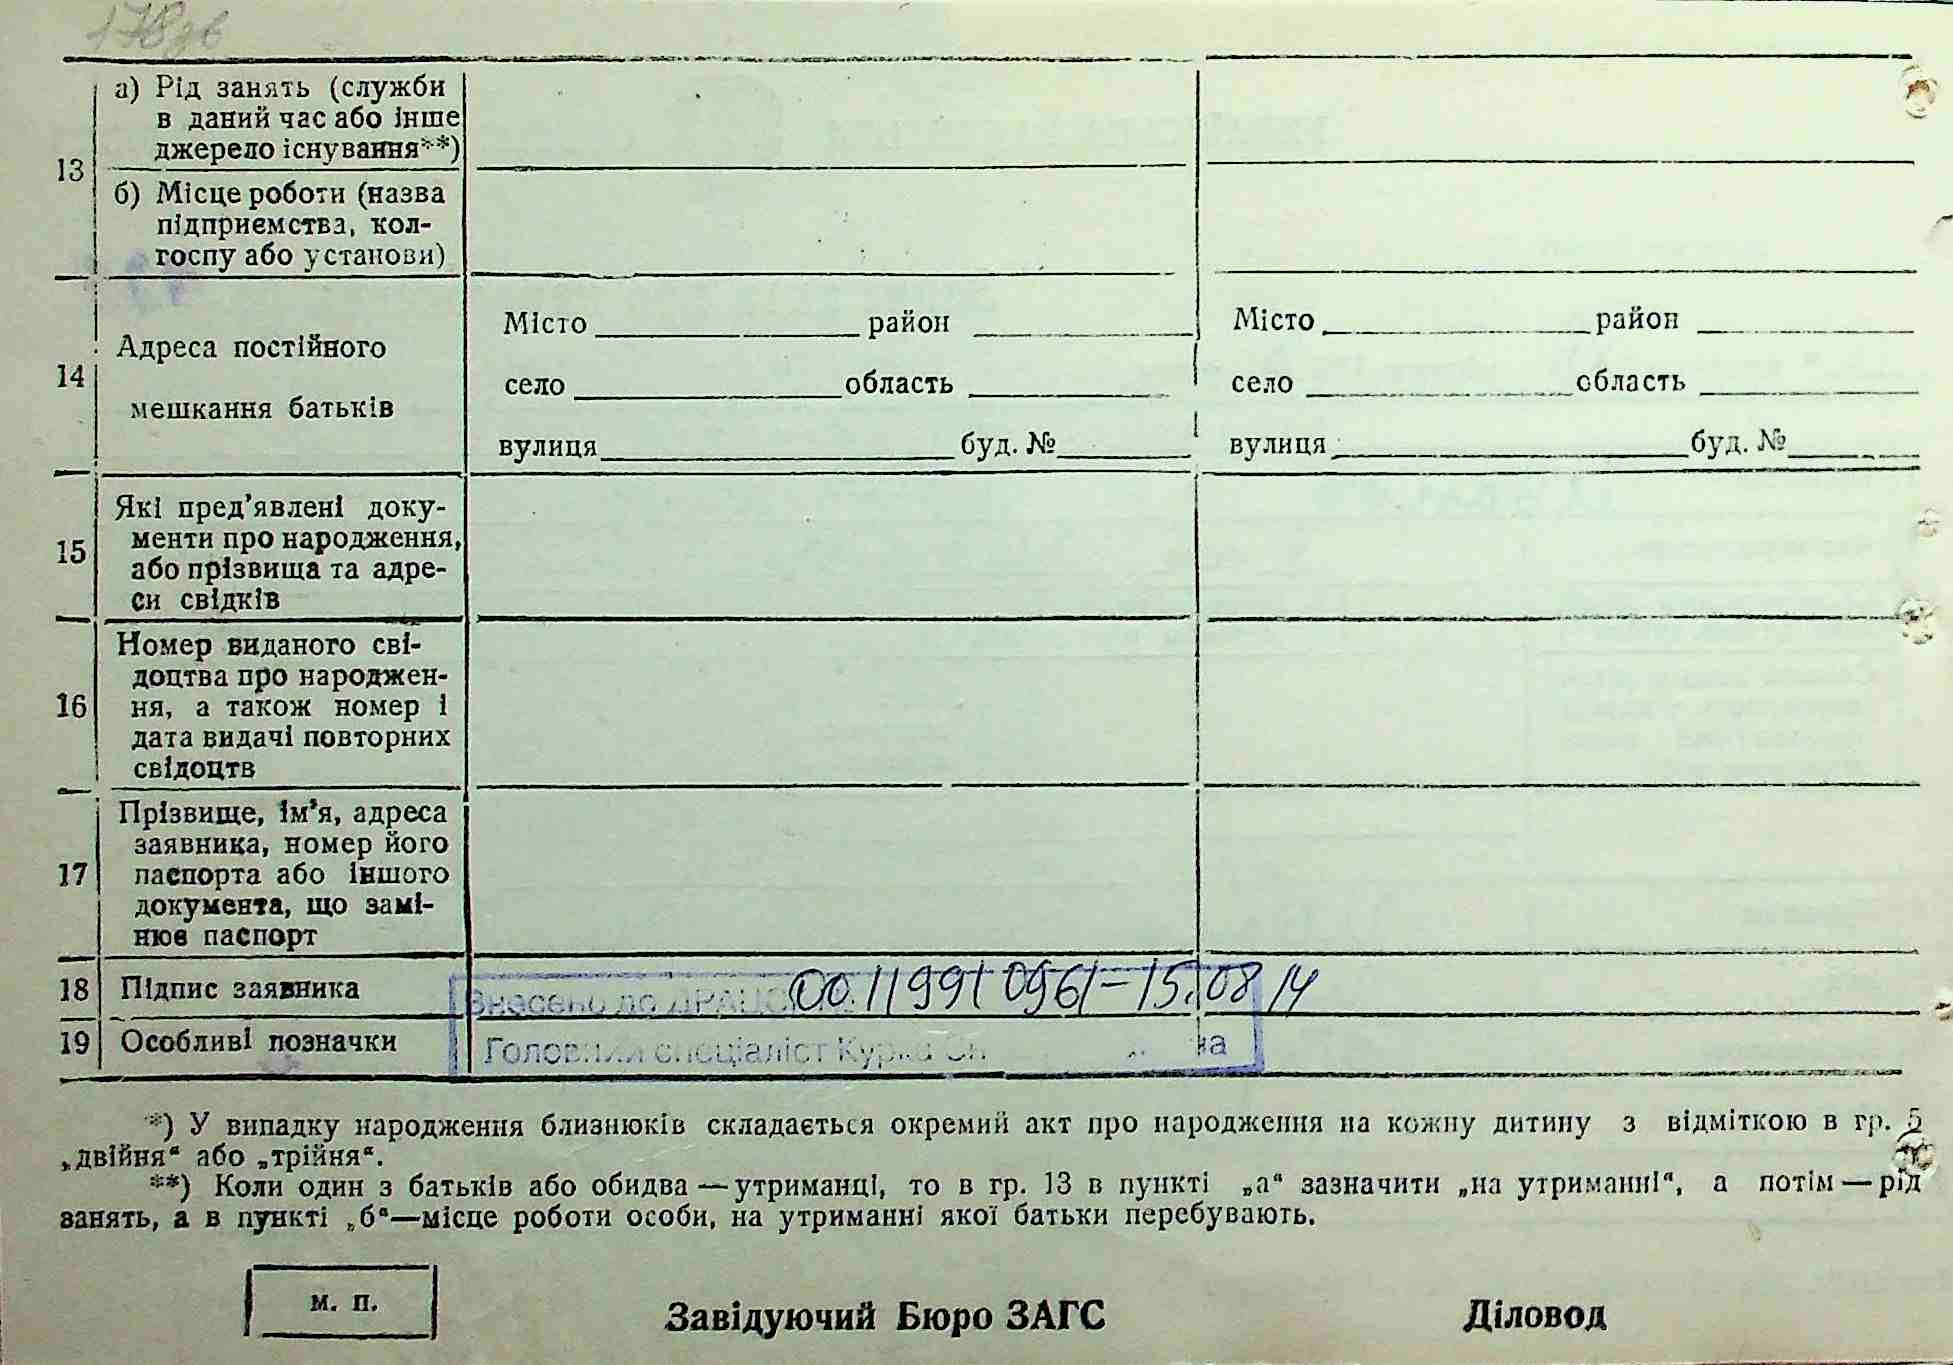 178зв
13 а) Рід занять (служби
в даний час або інше
джерело існування**)
б) Місце роботи (назва
підприємства, кол-
госпу або установи)
14 Адреса постійного
мешкання батьків
Місто район
село область
вулиця буд. №
Місто район
село область
вулиця буд. №
15 Які пред’явлені доку-
менти про народження,
або прізвища та адре-
си свідків
16 Номер виданого сві-
доцтва про народжен-
ня, а також номер і
дата видачі повторних
свідоцтв
17 Прізвище, ім’я, адреса
заявника, номер його
паспорта або іншого
документа, що замі-
нює паспорт
18 Підпис заявника
Внесено до ДРАЦС 00119910961–15.08.14
19 Особливі позначки
Головний спеціаліст
*) У випадку народження близнюків складається окремий акт про народження на кожну дитину з відміткою в гр. 5
„двійня“ або „трійня“.
**) Коли один з батьків або обидва — утриманці, то в гр. 13 в пункті „а“ зазначити „на утриманні“, а потім — рід
занять, а в пункті „б“—місце роботи особи, на утриманні якої батьки перебувають.
м. п.
Завідуючий Бюро ЗАГС
Діловод